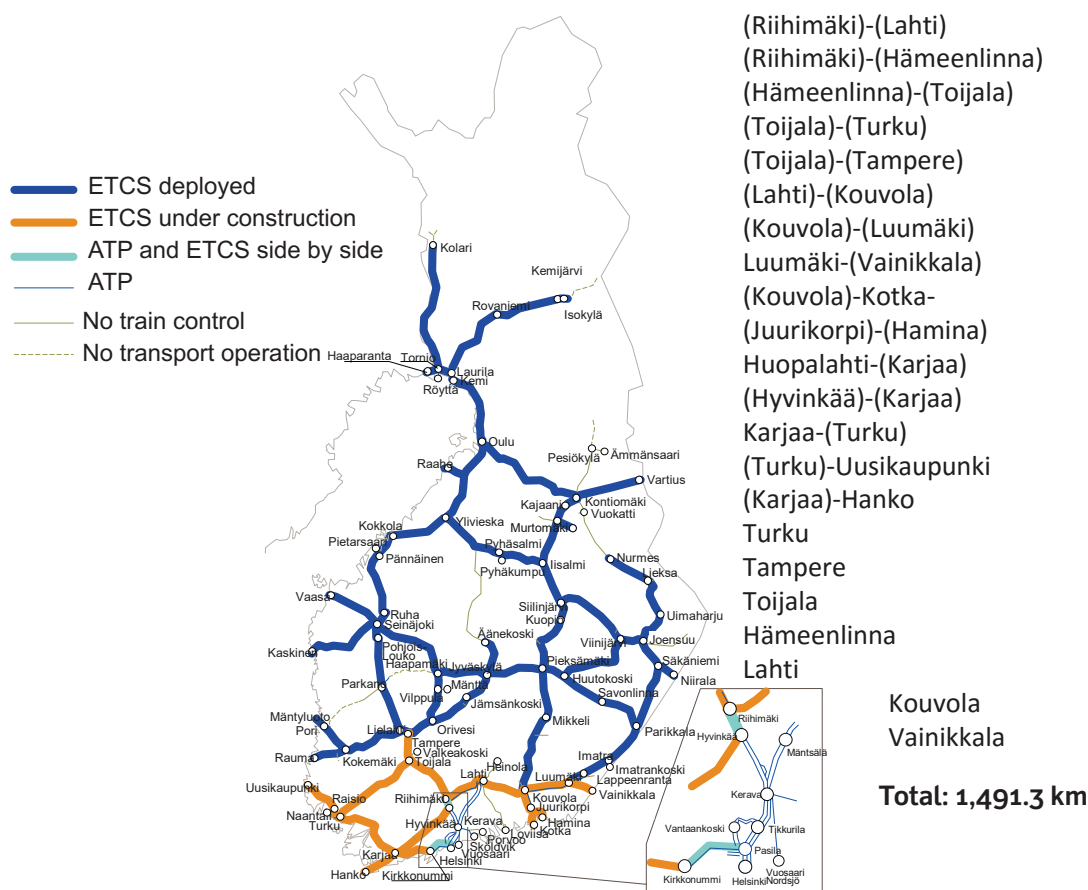 (Riihimäki)-(Lahti)
(Riihimäki)-(Hämeenlinna)
(Hämeenlinna)-(Toijala)
(Toijala)-(Turku)
(Toijala)-(Tampere)
(Lahti)-(Kouvola)
(Kouvola)-(Luumäki)
Luumäki-(Vainikkala)
(Kouvola)-Kotka-
(Juurikorpi)-(Hamina)
Huopalahti-(Karjaa)
(Hyvinkää)-(Karjaa)
Karjaa-(Turku)
(Turku)-Uusikaupunki
(Karjaa)-Hanko
Turku
Tampere
Toijala
Hämeenlinna
Lahti
Kouvola
Vainikkala
Total: 1,491.3 km
ETCS deployed
ETCS under construction
ATP and ETCS side by side
ATP
No train control
No transport operation
Kolari
Kemijärvi
Rovaniemi
Isokylä
Haaparanta
Tornio
Laurila
Kemi
Röyttä
Oulu
Raahe
Pesiökylä
Ämmänsaari
Vartius
Kontiomäki
Kajaani
Vuokatti
Murtomäki
Ylivieska
Kokkola
Pietarsaari
Pännäinen
Pyhäsalmi
Pyhäkumpu
Iisalmi
Nurmes
Lieksa
Vaasa
Ruha
Seinäjoki
Siilinjärvi
Kuopio
Uimaharju
Äänekoski
Viinijärvi
Joensuu
Kaskinen
Pohjois-
Louko
Haapamäki
Jyväskylä
Pieksämäki
Säkäniemi
Huutokoski
Niirala
Parkano
Vilppula
Mänttä
Jämsänkoski
Savonlinna
Mäntyluoto
Pori
Lielahti
Orivesi
Mikkeli
Parikkala
Tampere
Valkeakoski
Rauma
Kokemäki
Toijala
Imatra
Imatrankoski
Heinola
Lahti
Luumäki
Lappeenranta
Uusikaupunki
Raisio
Riihimäki
Kouvola
Vainikkala
Juurikorpi
Naantali
Turku
Hyvinkää
Kerava
Loviisa
Hamina
Porvoo
Kotka
Sköldvik
Karjaa
Vuosaari
Helsinki
Hanko
Kirkkonummi
Riihimäki
Hyvinkää
Mäntsälä
Kerava
Vantaankoski
Tikkurila
Pasila
Kirkkonummi
Helsinki
Vuosaari
Nordsjö